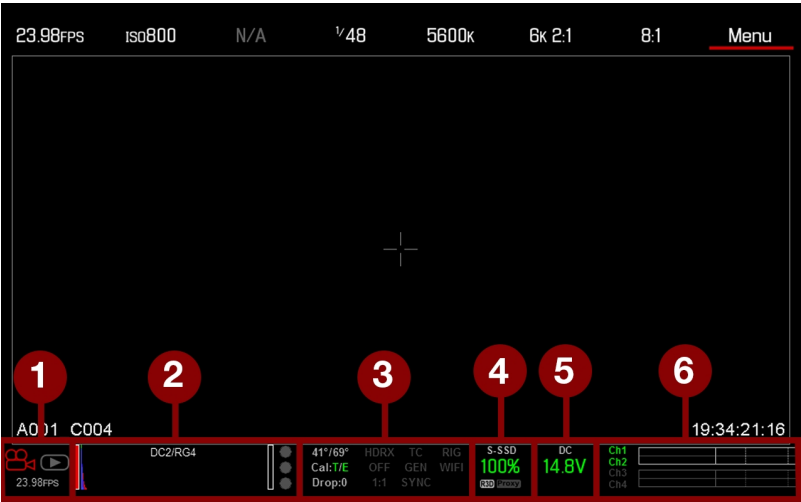 23.98FPS ISO800 N/A 1/48 5600K 6K 2:1 8:1 Menu
1 2 3 4 5 6
A001 C004 19:34:21:16
DC2/RG4
23.98FPS
41°/69° HDRX TC RIG
Cal:T/E OFF GEN WIFI
Drop:0 1:1 SYNC
S-SSD
100%
R3D Proxy
DC
14.8V
Ch1
Ch2
Ch3
Ch4